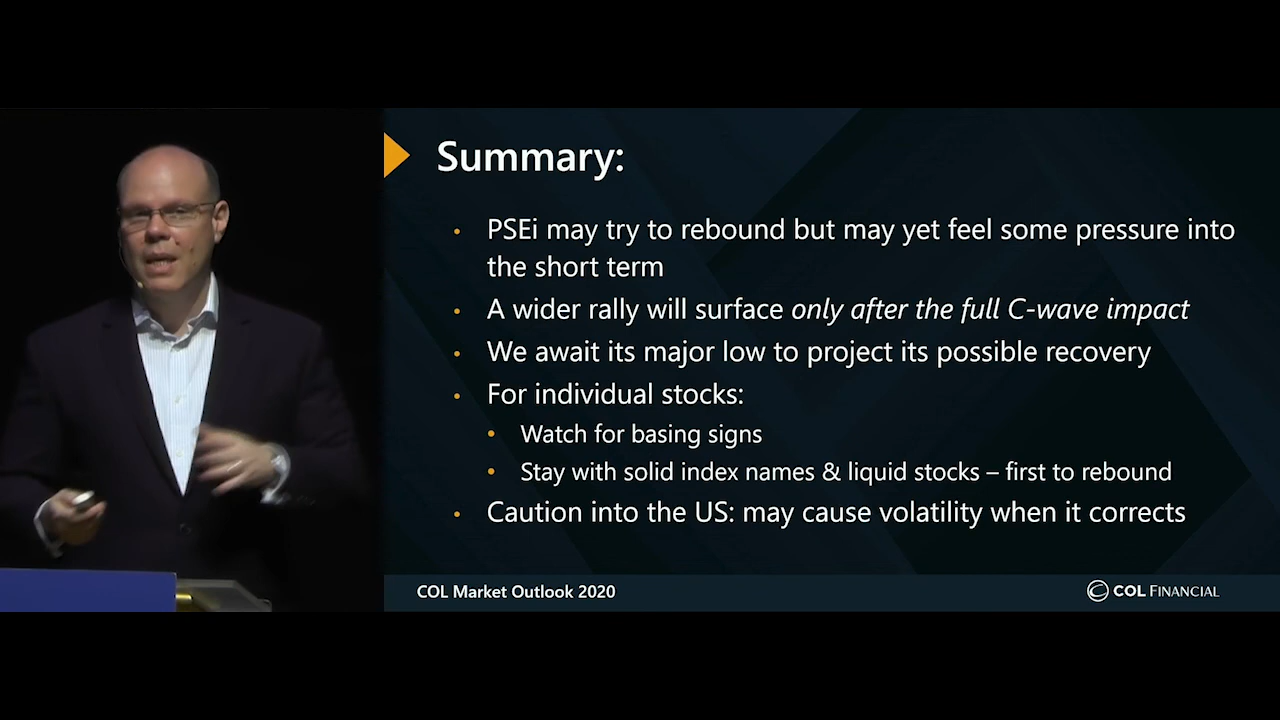 Summary:
• PSEi may try to rebound but may yet feel some pressure into
the short term
• A wider rally will surface only after the full C-wave impact
• We await its major low to project its possible recovery
• For individual stocks:
• Watch for basing signs
• Stay with solid index names & liquid stocks – first to rebound
• Caution into the US: may cause volatility when it corrects
COL Market Outlook 2020
COL FINANCIAL